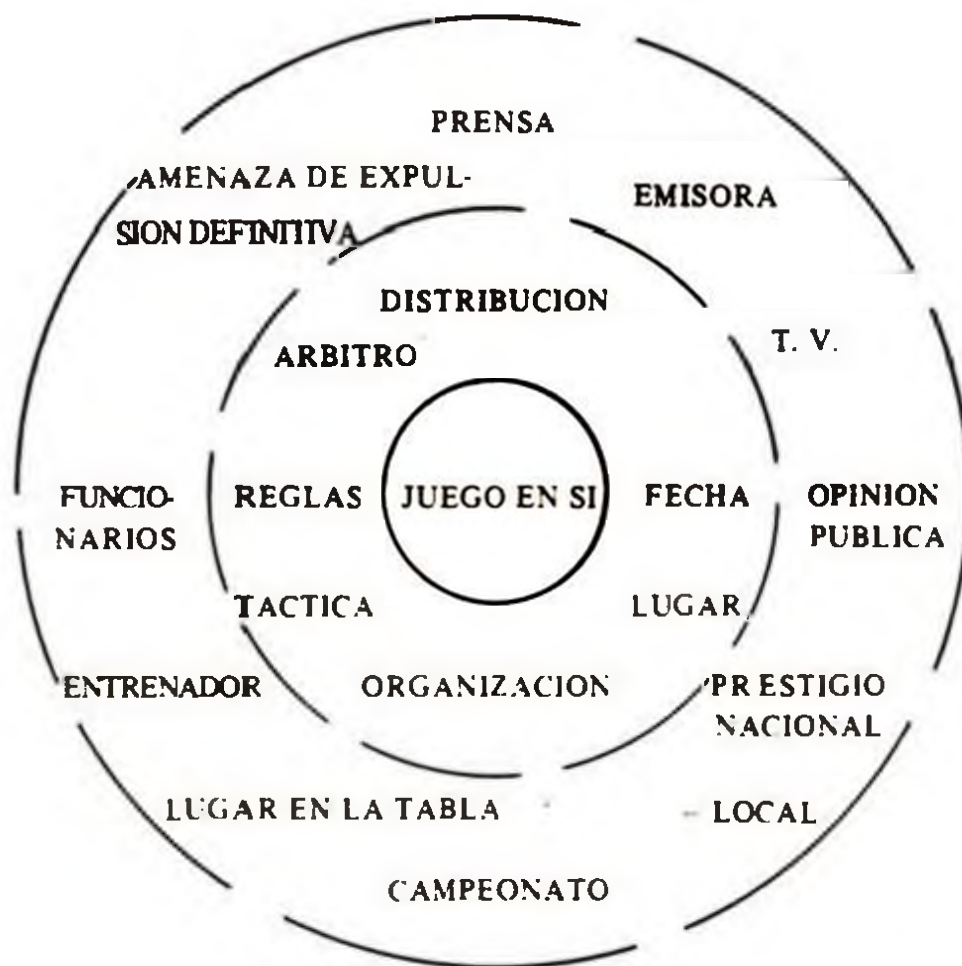 PRENSA
AMENAZA DE EXPUL-
SION DEFINITIVA
EMISORA
DISTRIBUCION
ARBITRO
T. V.
FUNCIO-
NARIOS
REGLAS
JUEGO EN SI
FECHA
OPINION
PUBLICA
TACTICA
LUGAR
ENTRENADOR
ORGANIZACION
PRESTIGIO
NACIONAL
LUGAR EN LA TABLA
LOCAL
CAMPEONATO